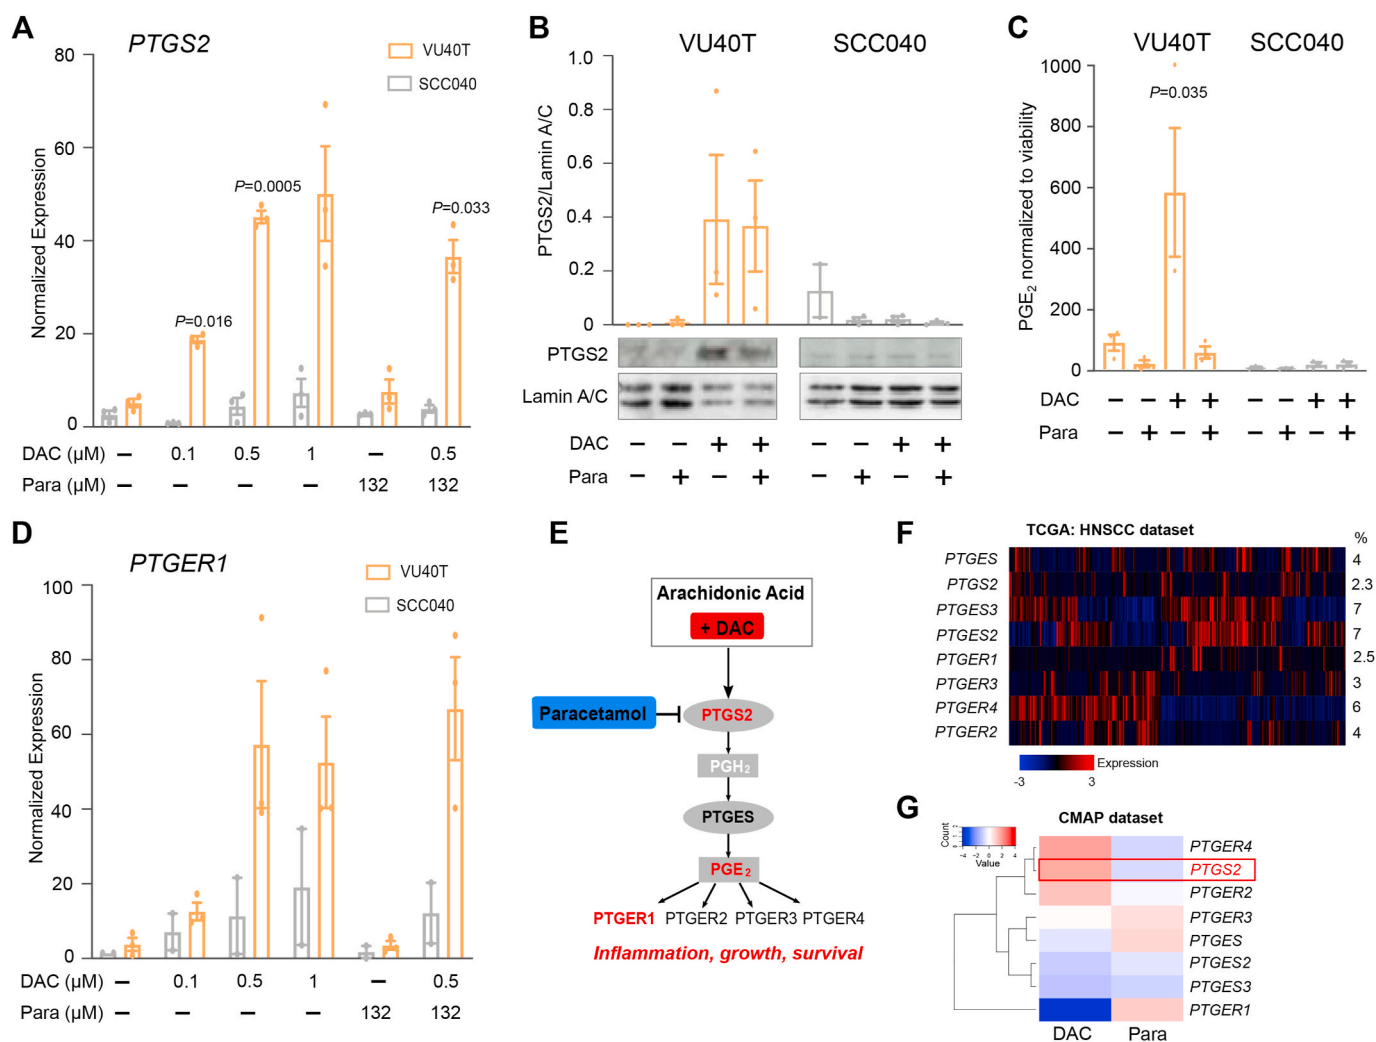 A
PTGS2
VU40T
SCC040
Normalized Expression
80
60
40
20
0
P=0.016
P=0.0005
P=0.033
DAC (μM) – 0.1 0.5 1 – 0.5
Para (μM) – – – – 132 132
B
VU40T SCC040
PTGS2/Lamin A/C
1.0
0.8
0.6
0.4
0.2
0
PTGS2
Lamin A/C
DAC – – + + – – + +
Para – + – + – + – +
C
VU40T SCC040
PGE2 normalized to viability
1000
800
600
400
200
0
P=0.035
DAC – – + + – – + +
Para – + – + – + – +
D
PTGER1
VU40T
SCC040
Normalized Expression
100
80
60
40
20
0
DAC (μM) – 0.1 0.5 1 – 0.5
Para (μM) – – – – 132 132
E
Arachidonic Acid
+ DAC
Paracetamol
PTGS2
PGH2
PTGES
PGE2
PTGER1 PTGER2 PTGER3 PTGER4
Inflammation, growth, survival
F
TCGA: HNSCC dataset
%
PTGES 4
PTGS2 2.3
PTGES3 7
PTGES2 7
PTGER1 2.5
PTGER3 3
PTGER4 6
PTGER2 4
Expression
-3 3
G
CMAP dataset
Count
-4 -2 0 2 4
Value
PTGER4
PTGS2
PTGER2
PTGER3
PTGES
PTGES2
PTGES3
PTGER1
DAC Para